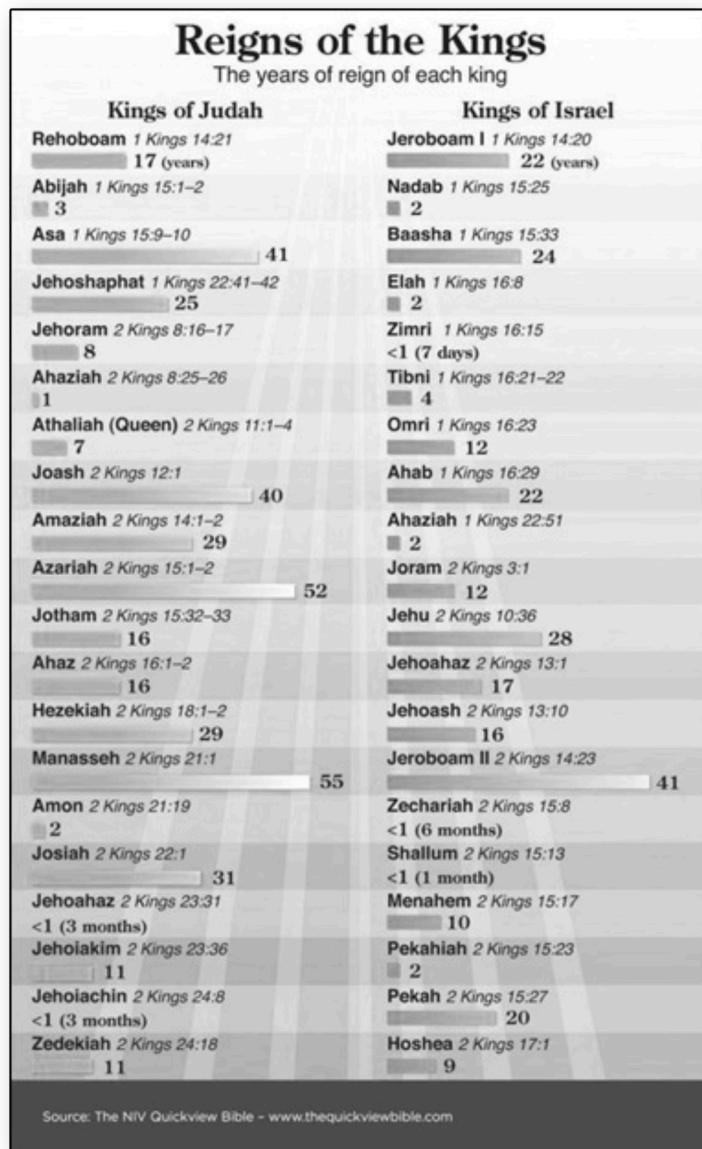 Reigns of the Kings
The years of reign of each king
Kings of Judah
Rehoboam 1 Kings 14:21
17 (years)
Abijah 1 Kings 15:1–2
3
Asa 1 Kings 15:9–10
41
Jehoshaphat 1 Kings 22:41–42
25
Jehoram 2 Kings 8:16–17
8
Ahaziah 2 Kings 8:25–26
1
Athaliah (Queen) 2 Kings 11:1–4
7
Joash 2 Kings 12:1
40
Amaziah 2 Kings 14:1–2
29
Azariah 2 Kings 15:1–2
52
Jotham 2 Kings 15:32–33
16
Ahaz 2 Kings 16:1–2
16
Hezekiah 2 Kings 18:1–2
29
Manasseh 2 Kings 21:1
55
Amon 2 Kings 21:19
2
Josiah 2 Kings 22:1
31
Jehoahaz 2 Kings 23:31
<1 (3 months)
Jehoiakim 2 Kings 23:36
11
Jehoiachin 2 Kings 24:8
<1 (3 months)
Zedekiah 2 Kings 24:18
11
Kings of Israel
Jeroboam I 1 Kings 14:20
22 (years)
Nadab 1 Kings 15:25
2
Baasha 1 Kings 15:33
24
Elah 1 Kings 16:8
2
Zimri 1 Kings 16:15
<1 (7 days)
Tibni 1 Kings 16:21–22
4
Omri 1 Kings 16:23
12
Ahab 1 Kings 16:29
22
Ahaziah 1 Kings 22:51
2
Joram 2 Kings 3:1
12
Jehu 2 Kings 10:36
28
Jehoahaz 2 Kings 13:1
17
Jehoash 2 Kings 13:10
16
Jeroboam II 2 Kings 14:23
41
Zechariah 2 Kings 15:8
<1 (6 months)
Shallum 2 Kings 15:13
<1 (1 month)
Menahem 2 Kings 15:17
10
Pekahiah 2 Kings 15:23
2
Pekah 2 Kings 15:27
20
Hoshea 2 Kings 17:1
9
Source: The NIV Quickview Bible – www.thequickviewbible.com